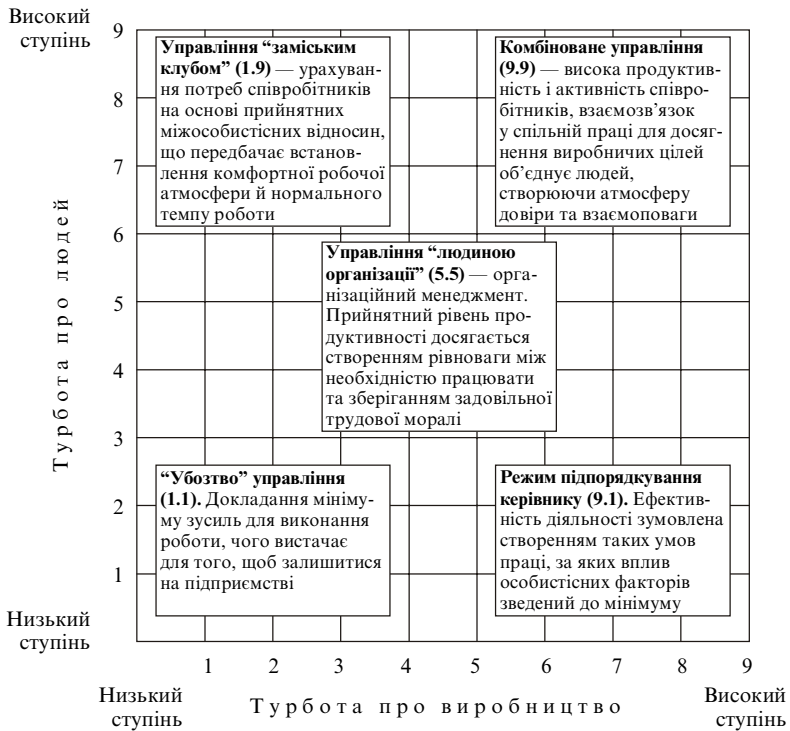 Високий
ступінь
Турбота про людей
9
8
7
6
5
4
3
2
1
Управління “заміським
клубом” (1.9) — урахуван-
ня потреб співробітників
на основі прийнятних
міжособистісних відносин,
що передбачає встанов-
лення комфортної робочої
атмосфери й нормального
темпу роботи
Комбіноване управління
(9.9) — висока продуктив-
ність і активність співро-
бітників, взаємозв’язок
у спільній праці для досяг-
нення виробничих цілей
об’єднує людей,
створюючи атмосферу
довіри та взаємоповаги
Управління “людиною
організації” (5.5) — орга-
нізаційний менеджмент.
Прийнятний рівень про-
дуктивності досягається
створенням рівноваги між
необхідністю працювати
та зберіганням задовільної
трудової моралі
“Убозтво” управління
(1.1). Докладання мініму-
му зусиль для виконання
роботи, чого вистачає
для того, щоб залишитися
на підприємстві
Режим підпорядкування
керівнику (9.1). Ефектив-
ність діяльності зумовлена
створенням таких умов
праці, за яких вплив
особистісних факторів
зведений до мінімуму
Низький
ступінь
1 2 3 4 5 6 7 8 9
Низький
ступінь
Турбота про виробництво
Високий
ступінь